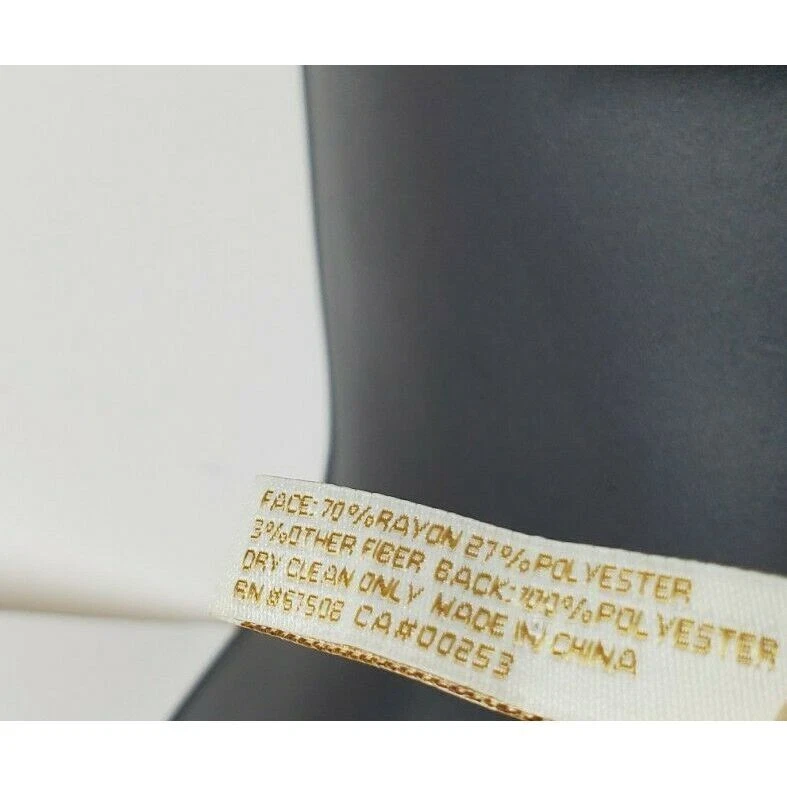 FACE: 70%RAYON 27%POLYESTER
3%OTHER FIBER BACK: 100%POLYESTER
DRY CLEAN ONLY MADE IN CHINA
RN #67508 CA#00253